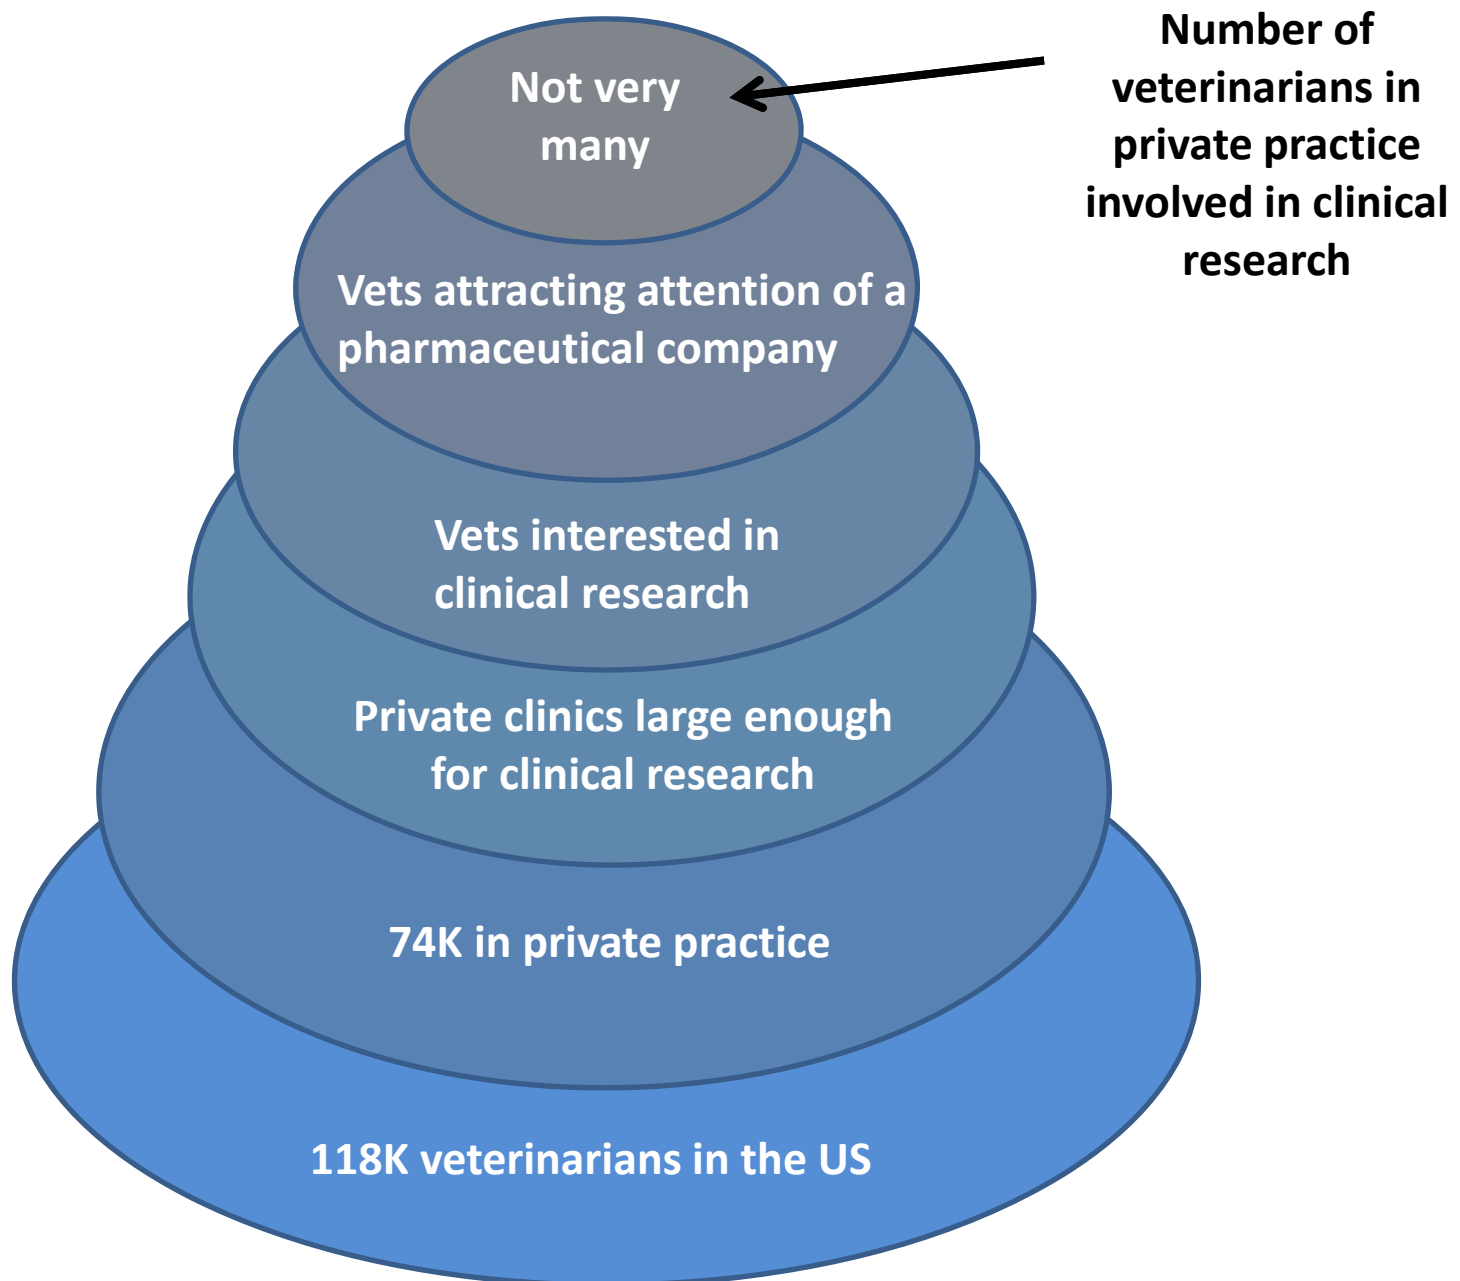 Not very
many
Number of
veterinarians in
private practice
involved in clinical
research
Vets attracting attention of a
pharmaceutical company
Vets interested in
clinical research
Private clinics large enough
for clinical research
74K in private practice
118K veterinarians in the US